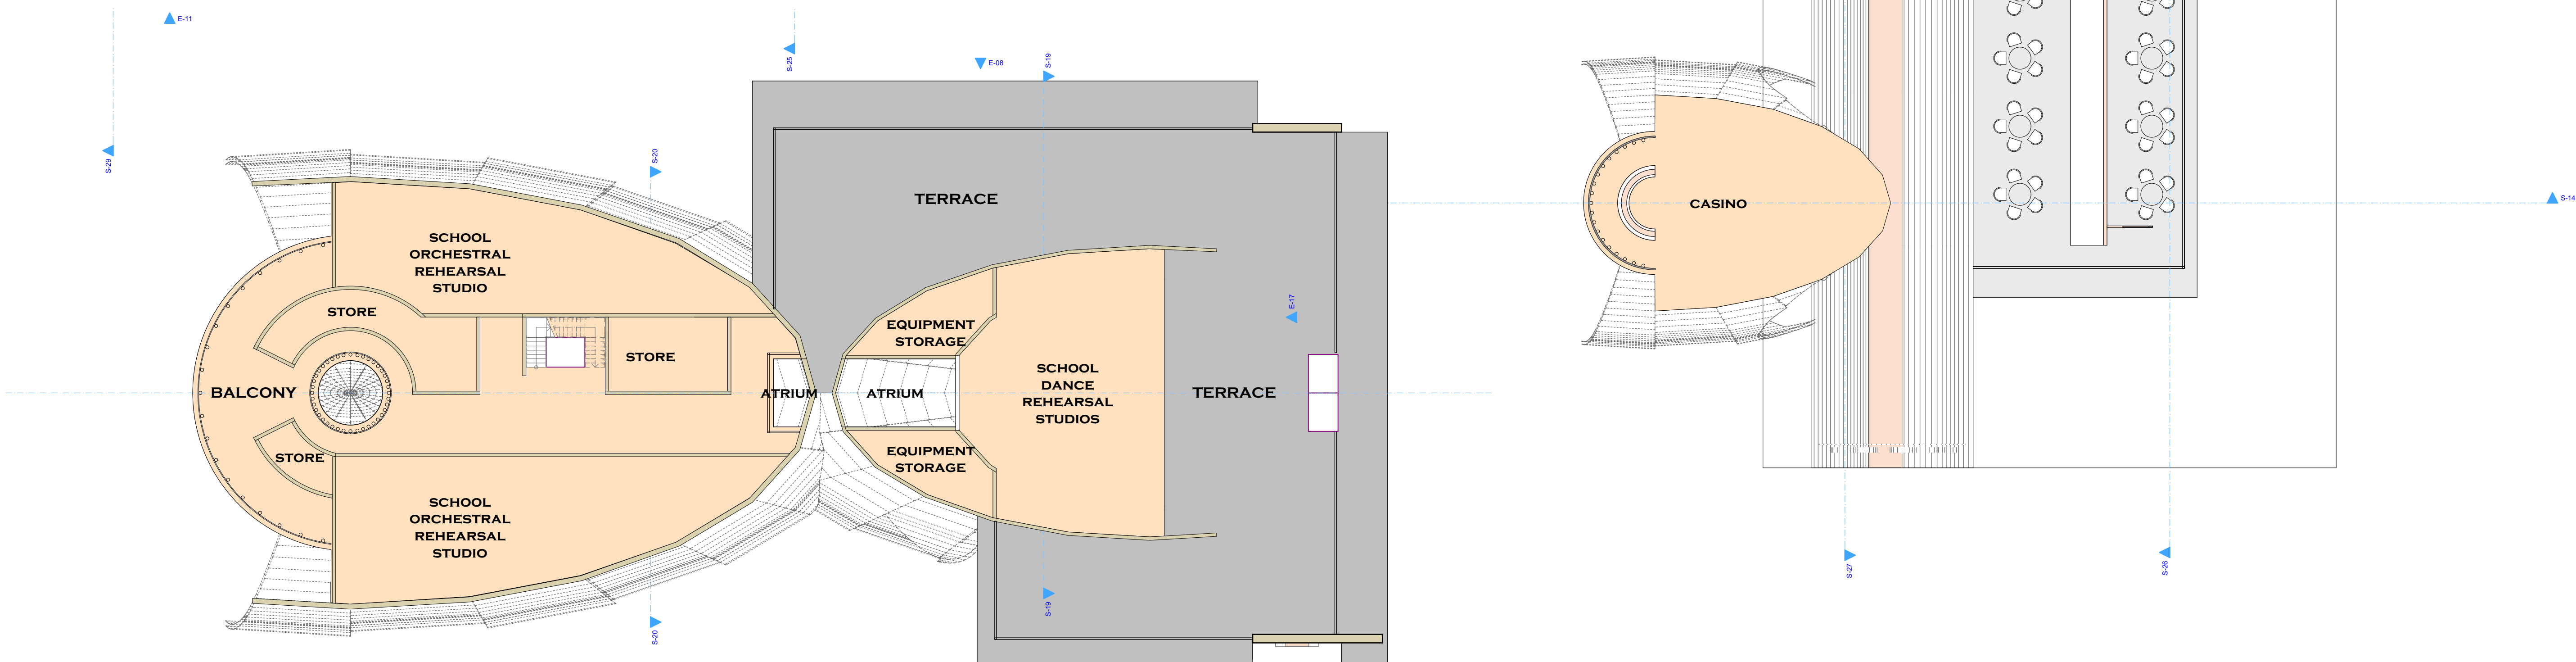 E-11
S-29
S-25
E-08
S-19
S-20
TERRACE
SCHOOL
ORCHESTRAL
REHEARSAL
STUDIO
STORE
STORE
BALCONY
STORE
SCHOOL
ORCHESTRAL
REHEARSAL
STUDIO
S-20
ATRIUM
ATRIUM
EQUIPMENT
STORAGE
EQUIPMENT
STORAGE
SCHOOL
DANCE
REHEARSAL
STUDIOS
E-17
TERRACE
S-19
CASINO
S-14
S-27
S-26